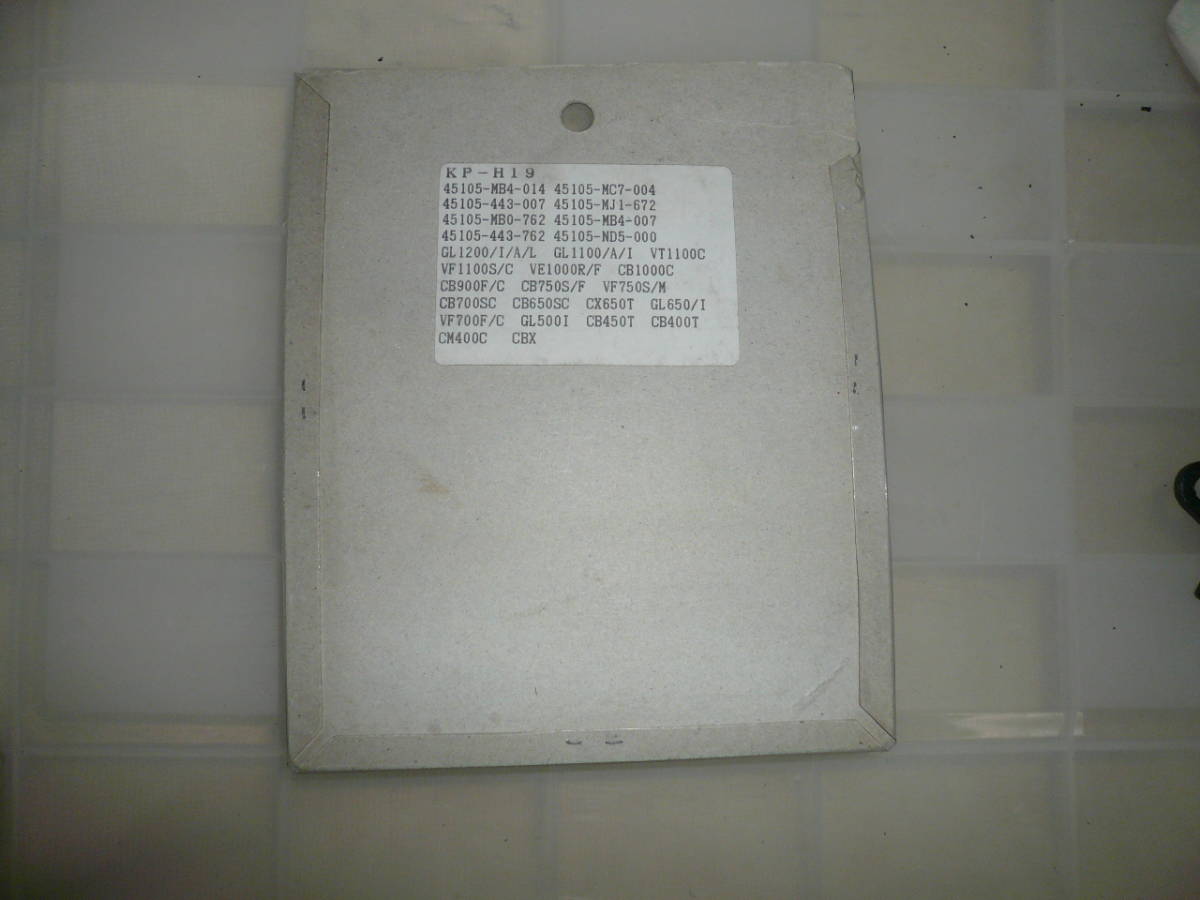 KP-H19
45105-MB4-014 45105-MC7-004
45105-443-007 45105-MJ1-672
45105-MB0-762 45105-MB4-007
45105-443-762 45105-ND5-000
GL1200/I/A/L GL1100/A/I VT1100C
VF1100S/C VE1000R/F CB1000C
CB900F/C CB750S/F VF750S/M
CB700SC CB650SC CX650T GL650/I
VF700F/C GL500I CB450T CB400T
CM400C CBX